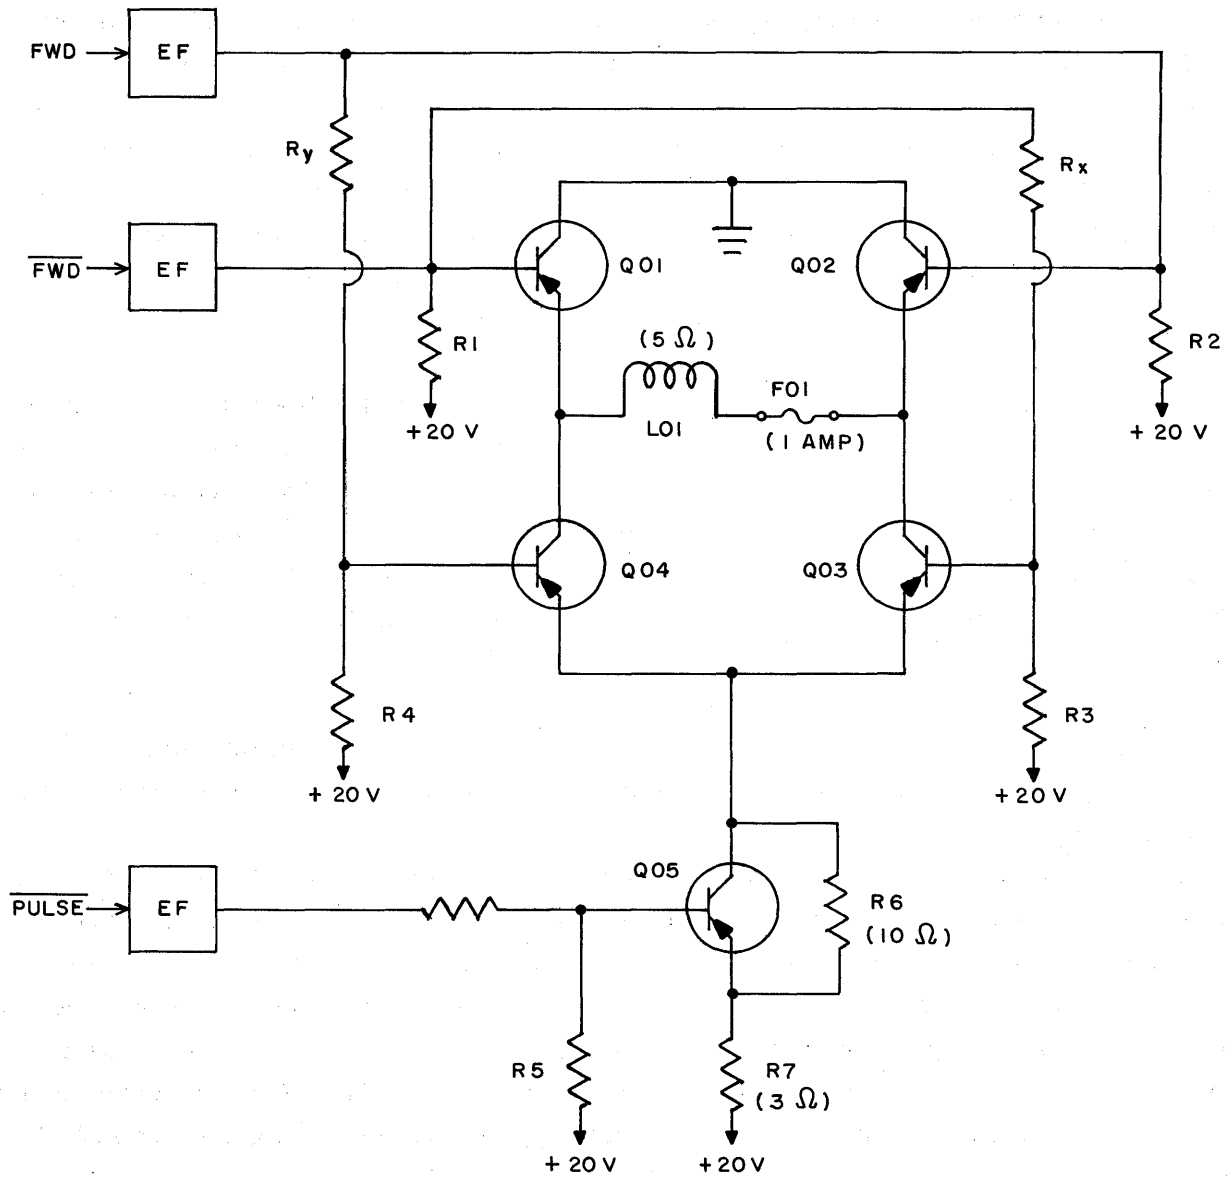 FWD
EF
Ry
Rx
FWD
EF
Q01
Q02
R1
(5 Ω)
F01
R2
+20 V
L01
(1 AMP)
+ 20 V
Q04
Q03
R4
R3
+ 20 V
+20V
Q05
PULSE
EF
R6
(10 Ω)
R5
R7
(3 Ω)
+ 20 V
+20V